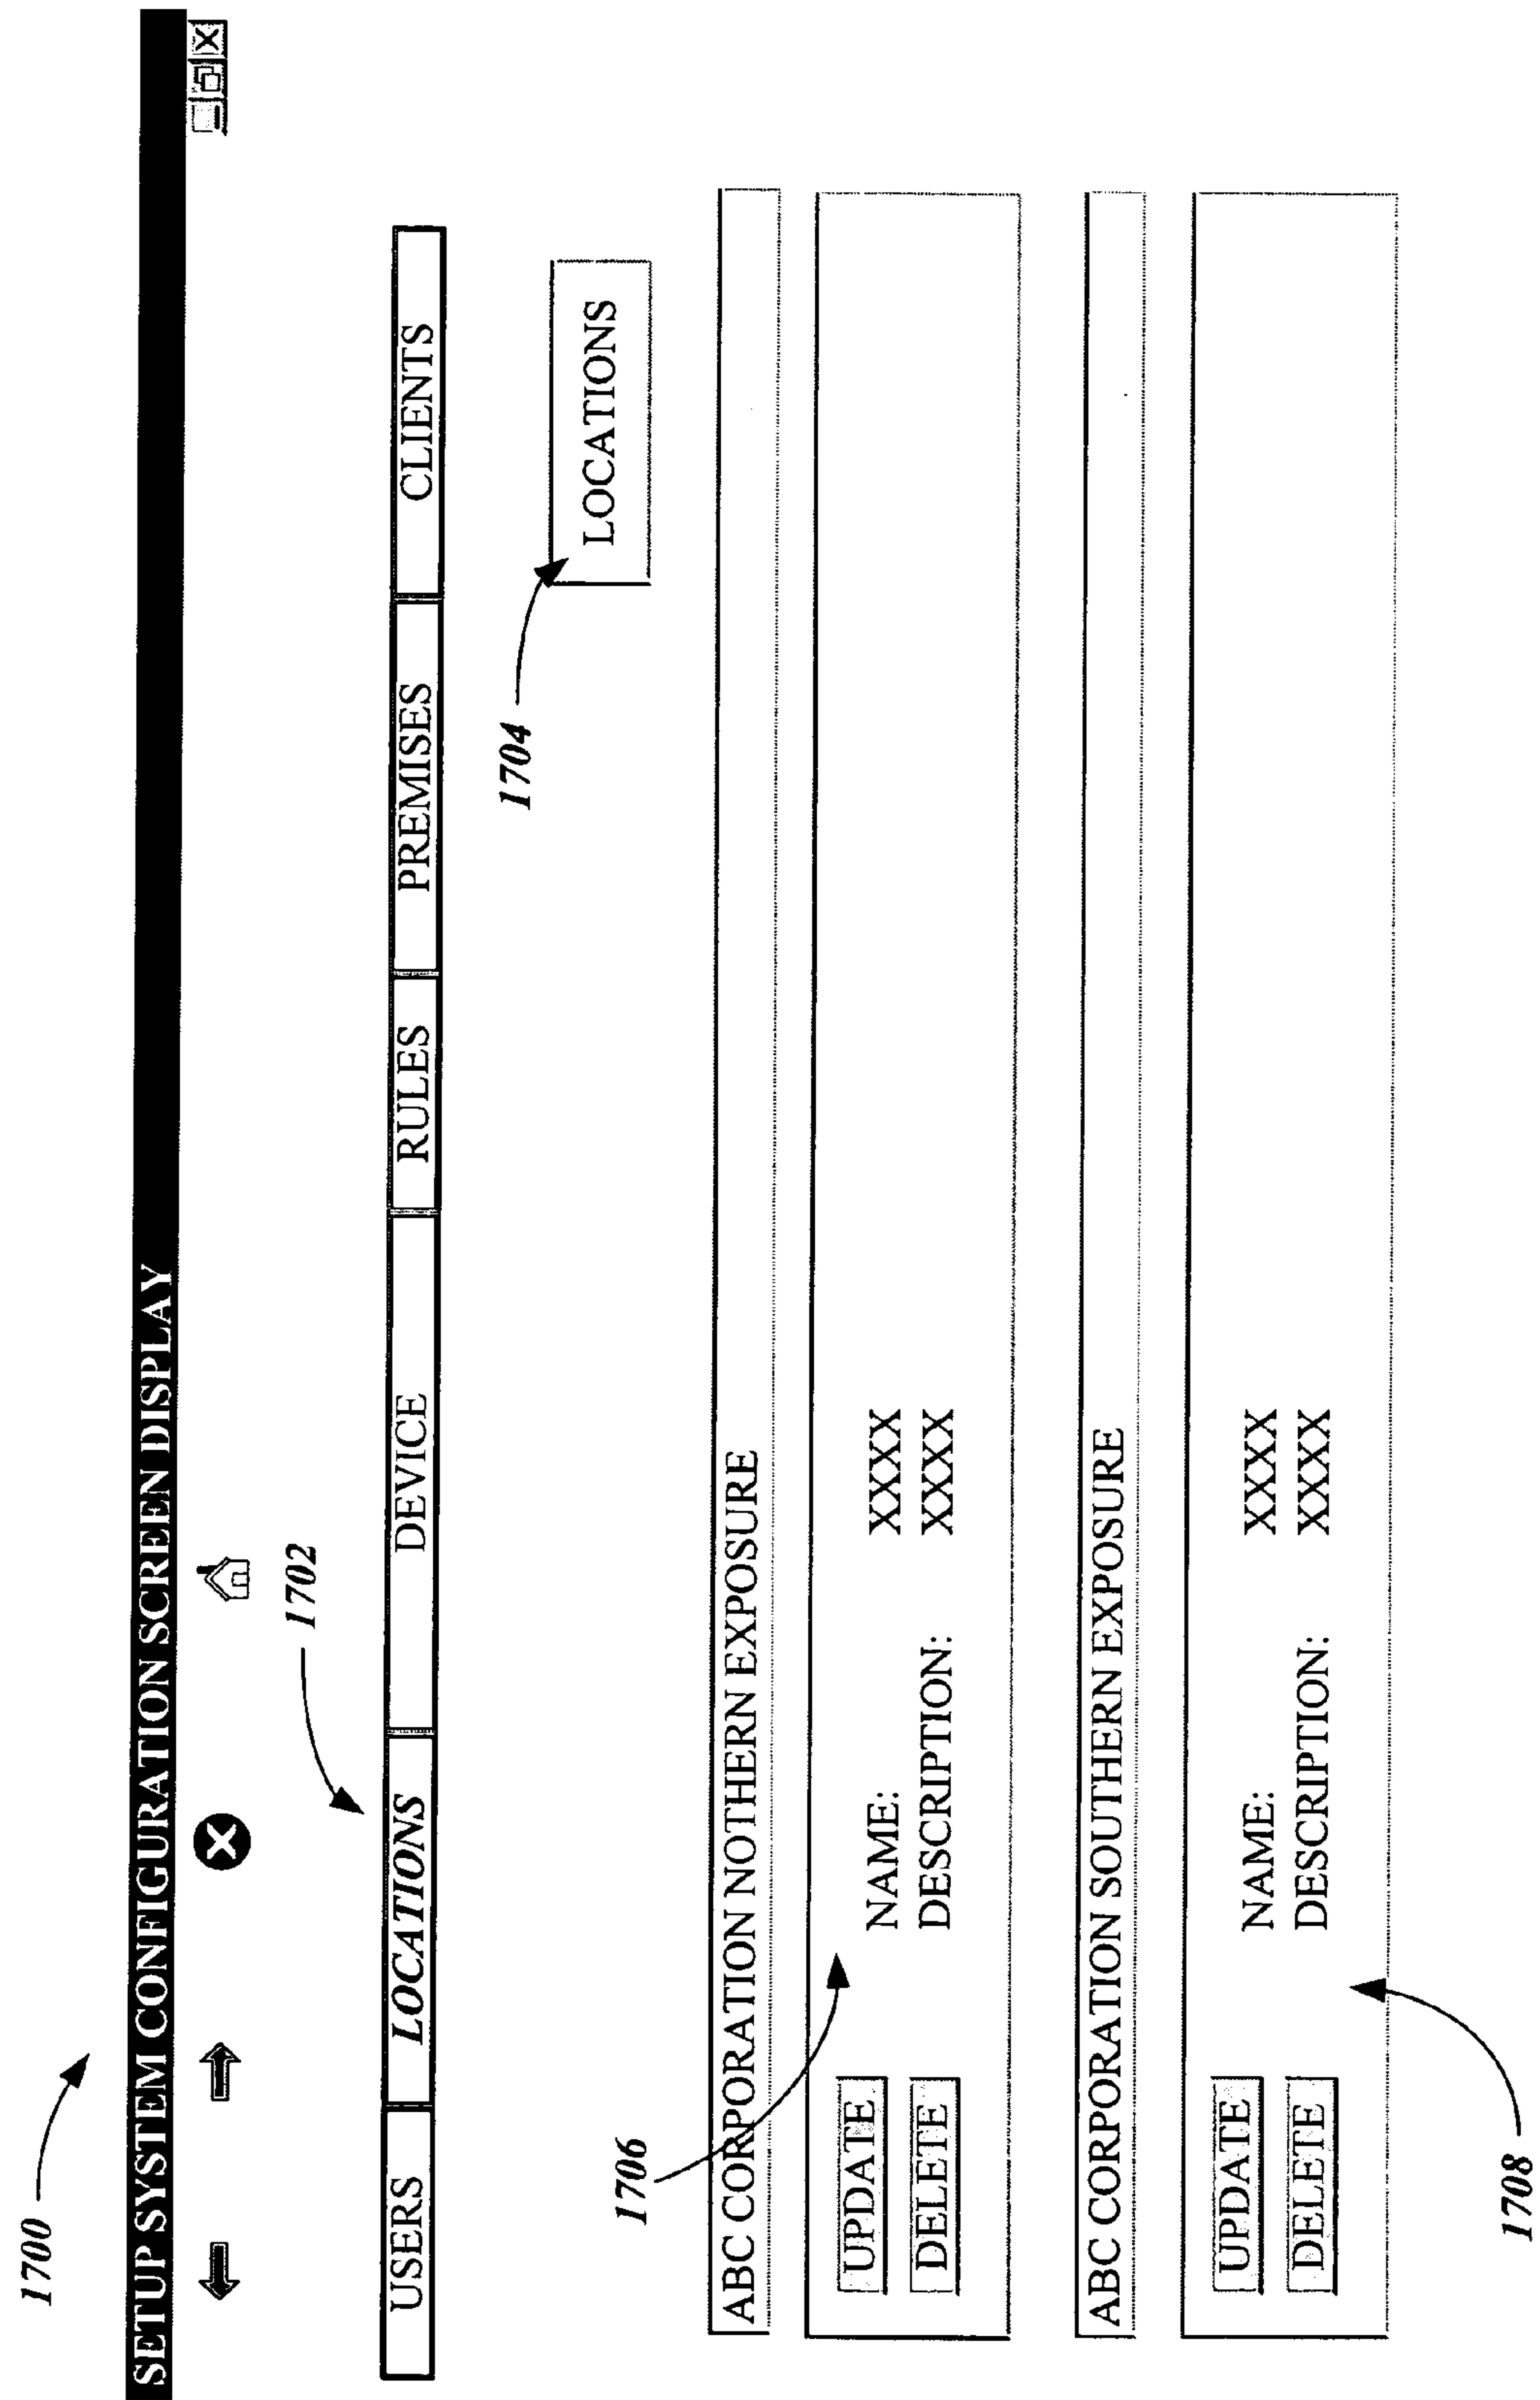 1700
SETUP SYSTEM CONFIGURATION SCREEN DISPLAY
1702
USERS LOCATIONS DEVICE RULES PREMISES CLIENTS
1704
LOCATIONS
1706
ABC CORPORATION NOTHERN EXPOSURE
UPDATE NAME: XXXX
DELETE DESCRIPTION: XXXX
ABC CORPORATION SOUTHERN EXPOSURE
UPDATE NAME: XXXX
DELETE DESCRIPTION: XXXX
1708